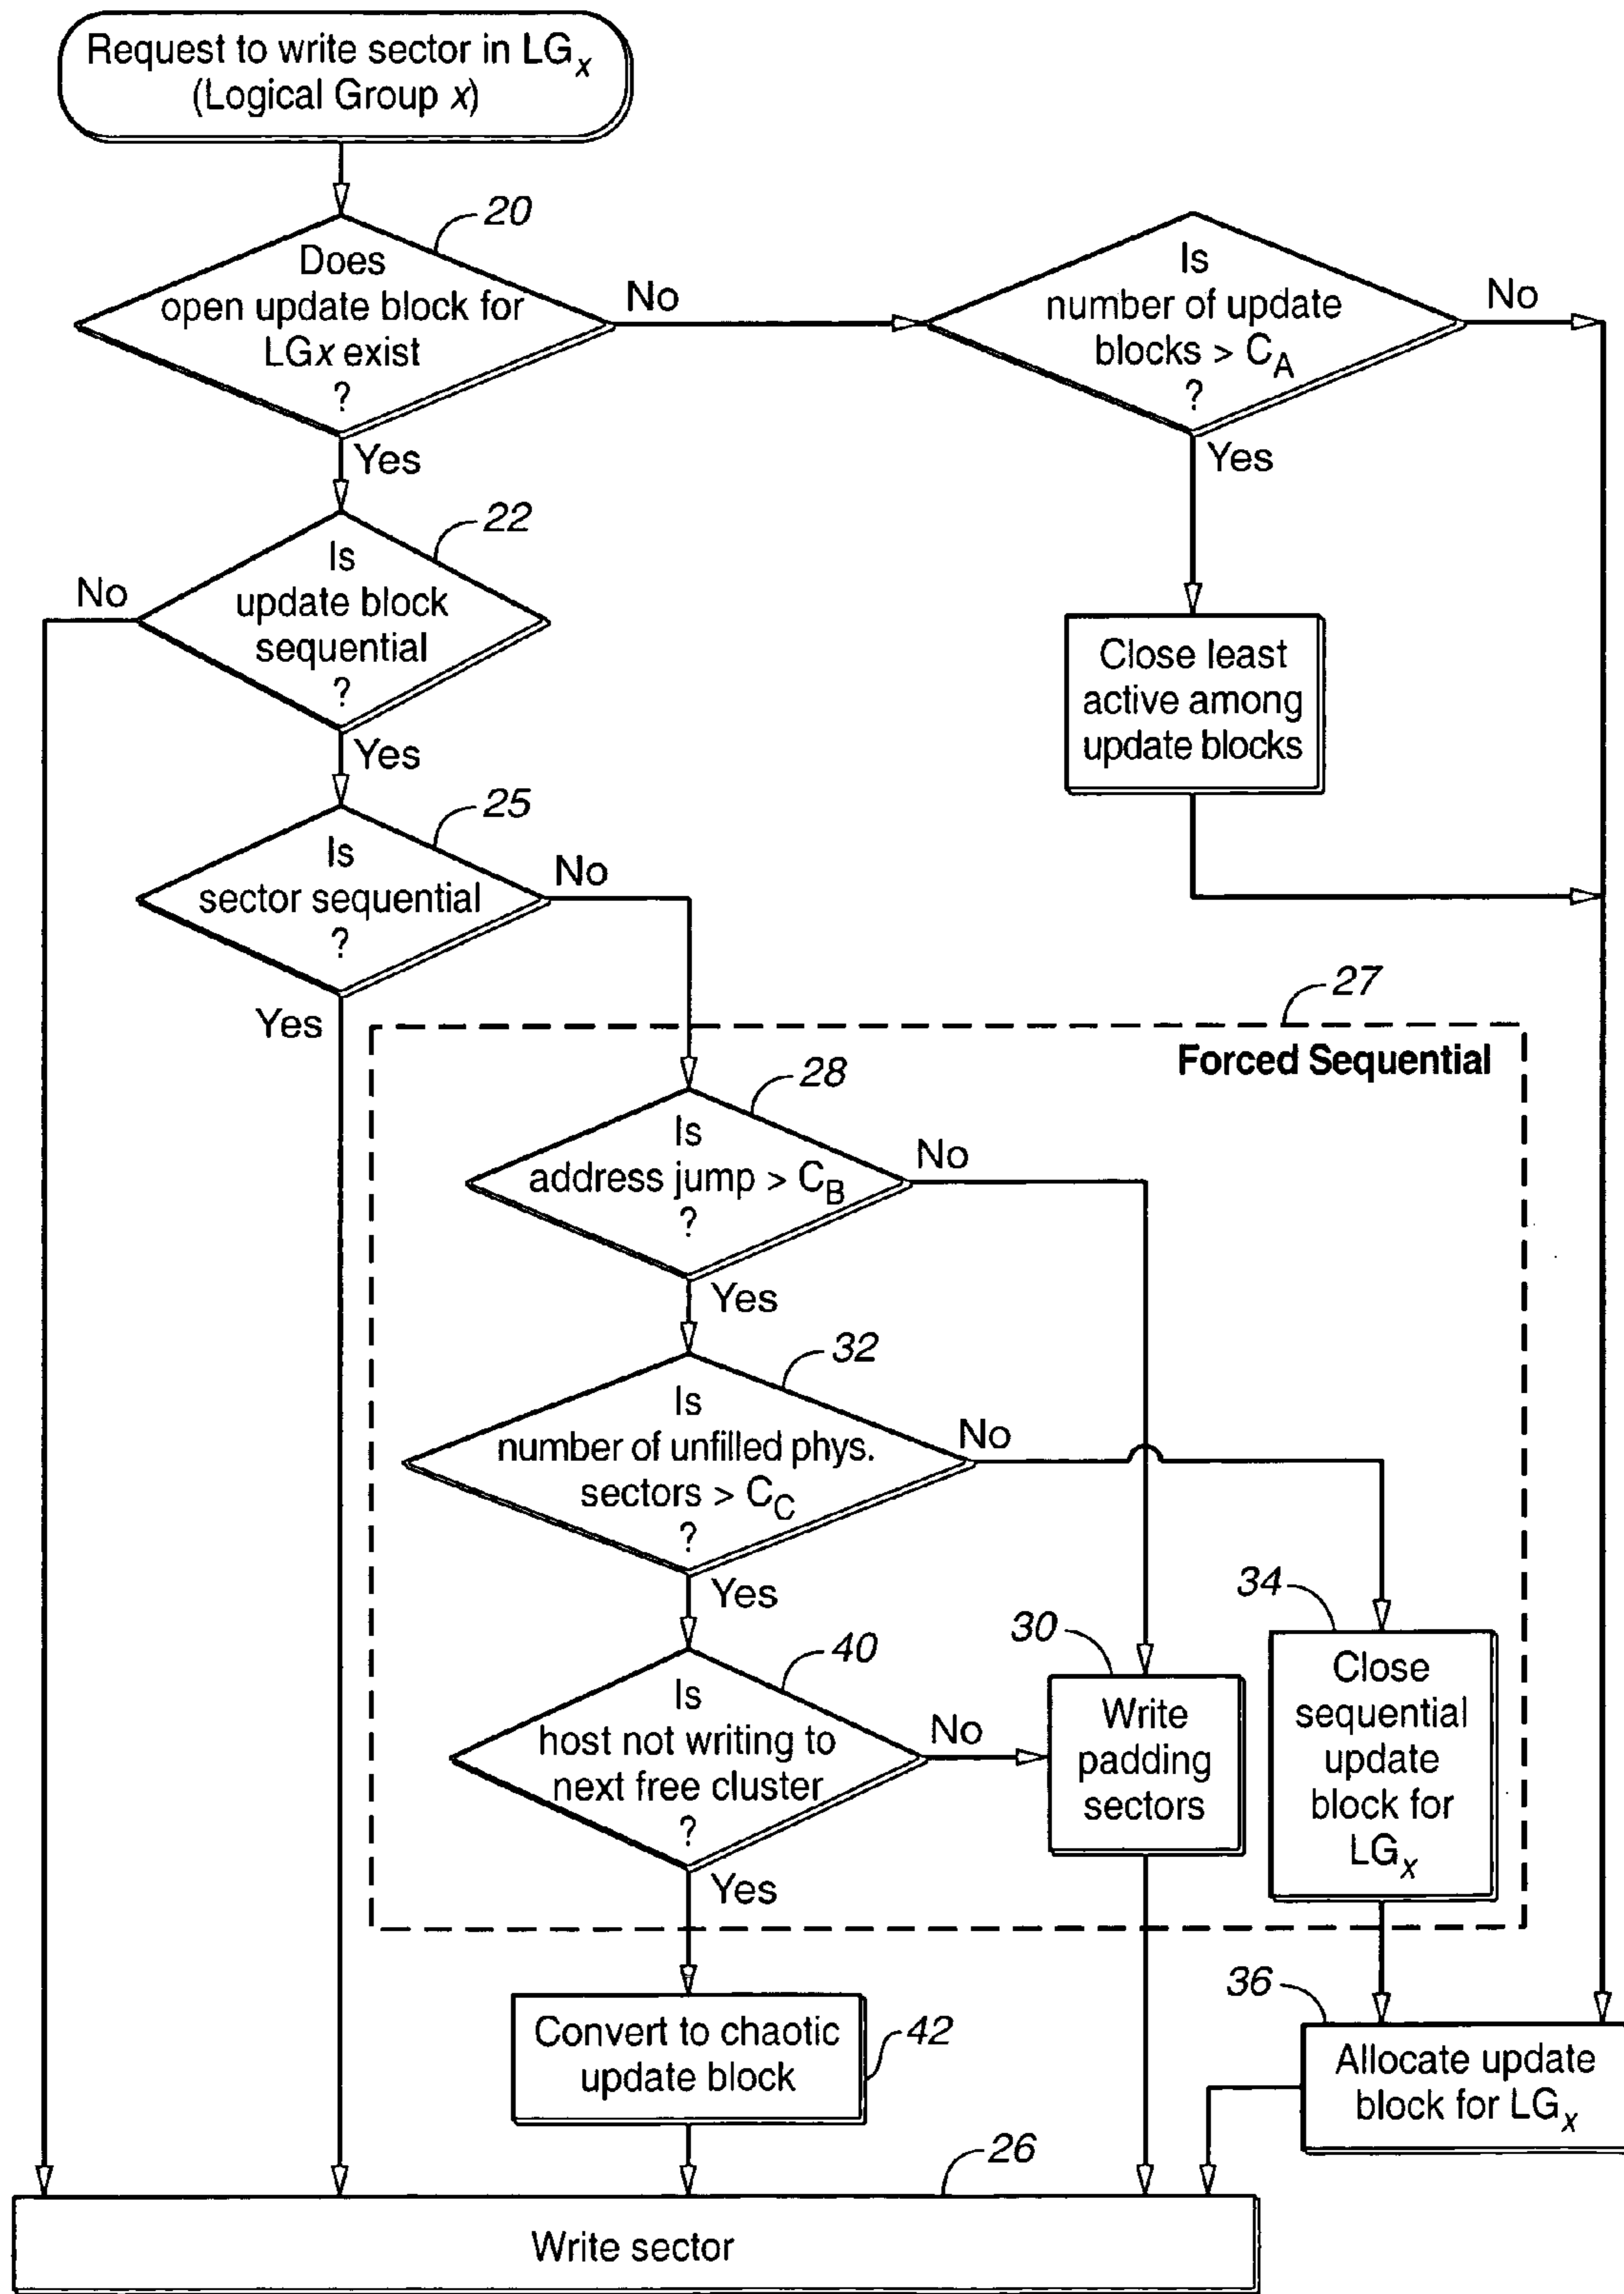 Request to write sector in LGx
(Logical Group x)
20
Does
open update block for
LGx exist
?
No
Yes
Is
number of update
blocks > CA
?
No
Yes
Close least
active among
update blocks
22
Is
update block
sequential
?
No
Yes
25
Is
sector sequential
?
No
Yes
27
Forced Sequential
28
Is
address jump > CB
?
No
Yes
32
Is
number of unfilled phys.
sectors > CC
?
No
Yes
40
Is
host not writing to
next free cluster
?
No
Yes
30
Write
padding
sectors
34
Close
sequential
update
block for
LGx
36
Allocate update
block for LGx
Convert to chaotic
update block
42
26
Write sector